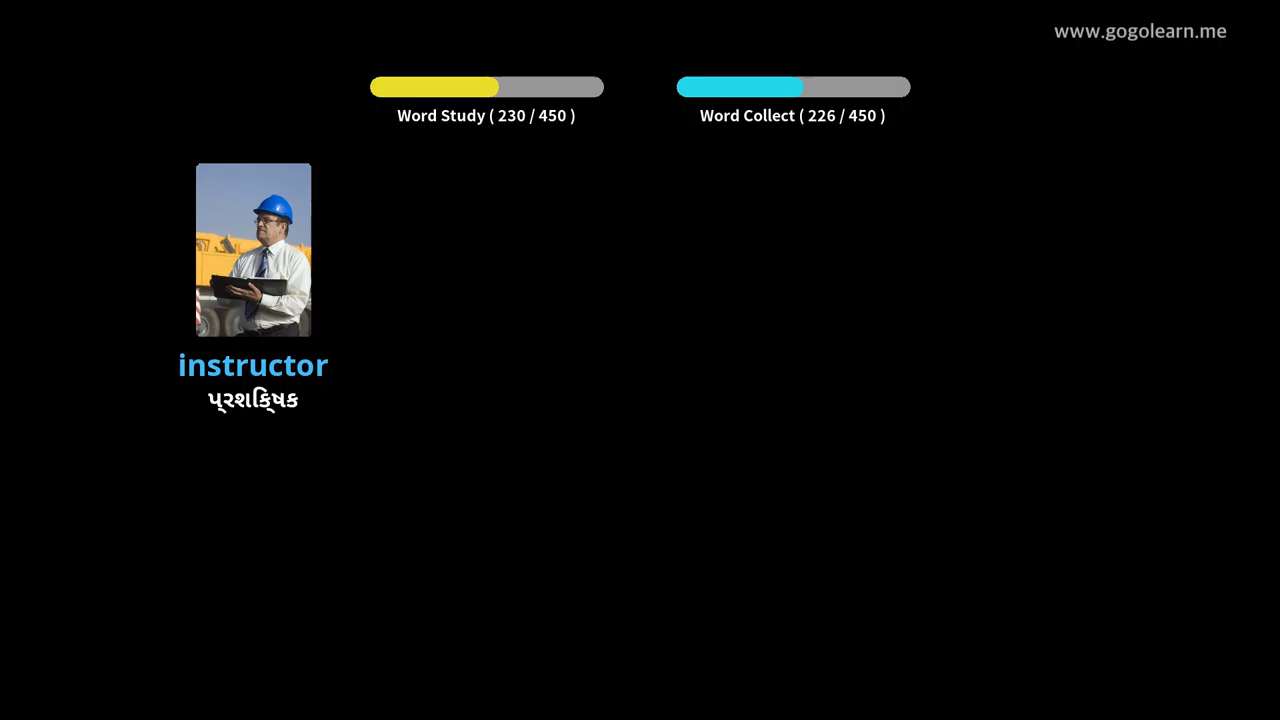 www.gogolearn.me
Word Study ( 230 / 450 )
Word Collect ( 226 / 450 )
instructor
પ્રશિક્ષક